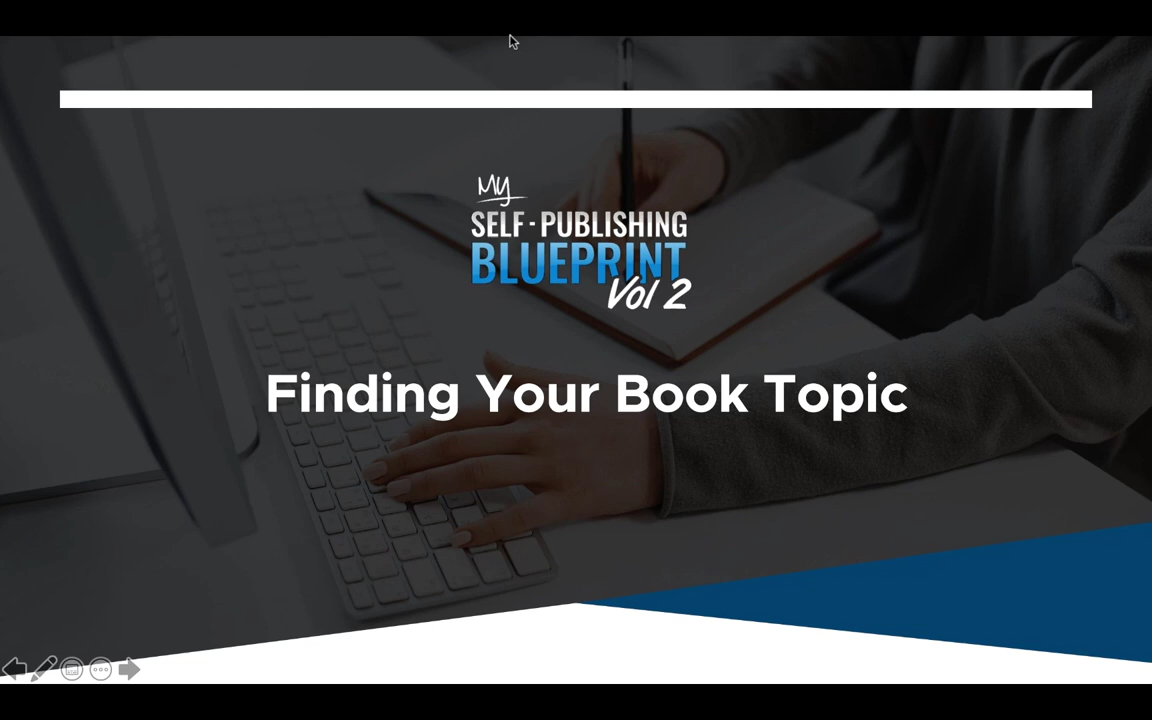 My
SELF-PUBLISHING
BLUEPRINT
Vol 2
Finding Your Book Topic